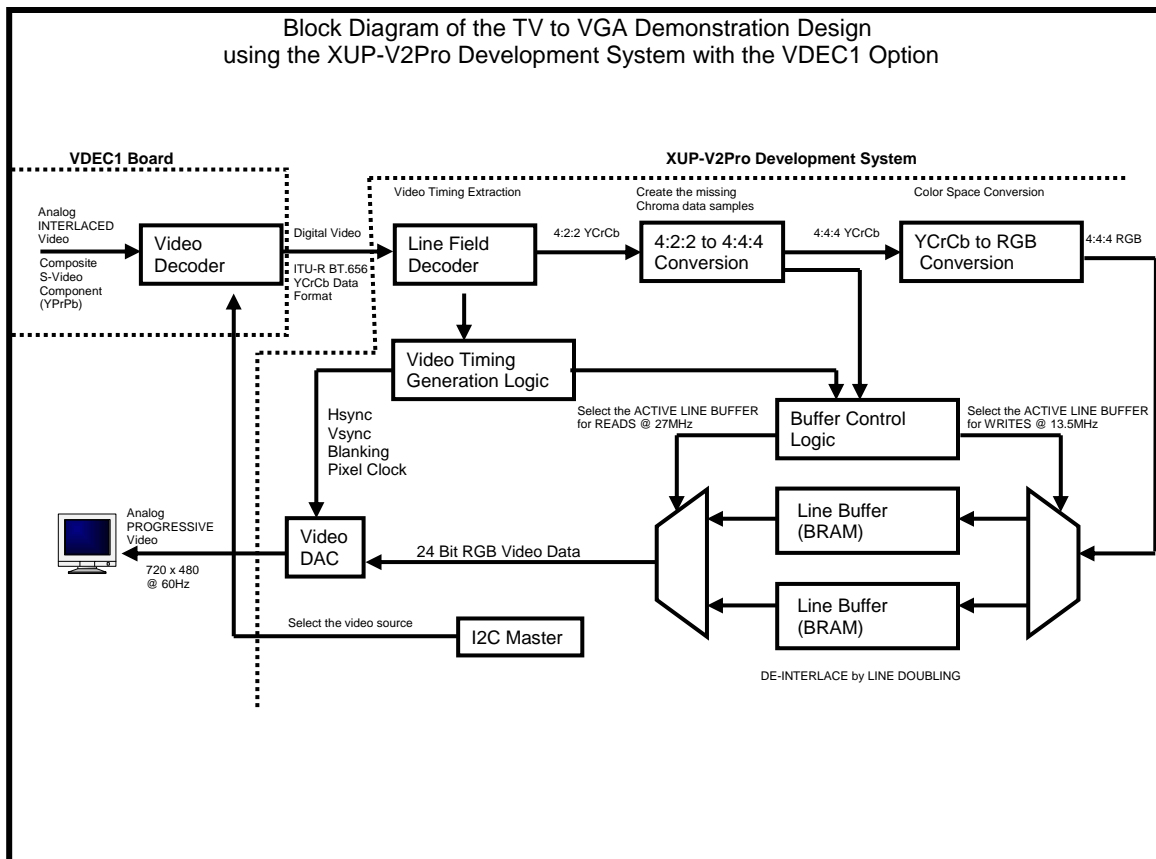 Block Diagram of the TV to VGA Demonstration Design
using the XUP-V2Pro Development System with the VDEC1 Option
VDEC1 Board
XUP-V2Pro Development System
Analog
INTERLACED
Video
Composite
S-Video
Component
(YPrPb)
Video
Decoder
Digital Video
ITU-R BT.656
YCrCb Data
Format
Video Timing Extraction
Line Field
Decoder
4:2:2 YCrCb
Create the missing
Chroma data samples
4:2:2 to 4:4:4
Conversion
4:4:4 YCrCb
Color Space Conversion
YCrCb to RGB
Conversion
4:4:4 RGB
Video Timing
Generation Logic
Hsync
Vsync
Blanking
Pixel Clock
Select the ACTIVE LINE BUFFER
for READS @ 27MHz
Buffer Control
Logic
Select the ACTIVE LINE BUFFER
for WRITES @ 13.5MHz
Analog
PROGRESSIVE
Video
720 x 480
@ 60Hz
Video
DAC
24 Bit RGB Video Data
Line Buffer
(BRAM)
Line Buffer
(BRAM)
Select the video source
I2C Master
DE-INTERLACE by LINE DOUBLING